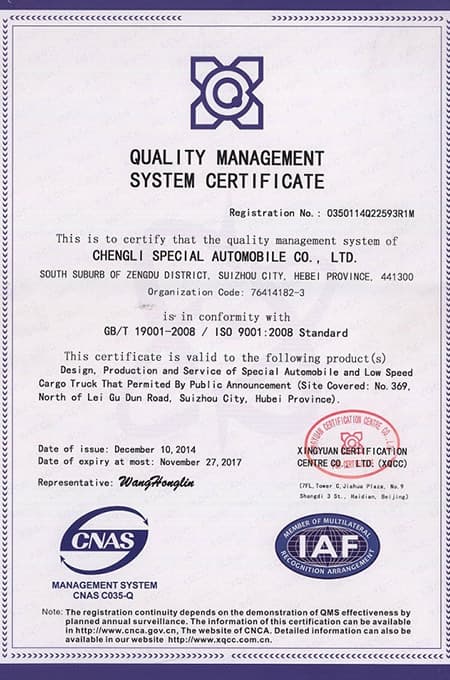 QUALITY MANAGEMENT
SYSTEM CERTIFICATE
Registration No.: 0350114Q22593R1M
This is to certify that the quality management system of
CHENGLI SPECIAL AUTOMOBILE CO., LTD.
SOUTH SUBURB OF ZENGDU DISTRICT, SUIZHOU CITY, HEBEI PROVINCE, 441300
Organization Code: 76414182-3
is in conformity with
GB/T 19001-2008 / ISO 9001:2008 Standard
This certificate is valid to the following product(s)
Design, Production and Service of Special Automobile and Low Speed
Cargo Truck That Permited By Public Announcement (Site Covered: No.369,
North of Lei Gu Dun Road, Suizhou City, Hubei Province).
Date of issue: December 10,2014
Date of expiry at most: November 27,2017
Representative: WangHonglin
XINGYUAN CERTIFICATION
CENTRE CO., LTD.(XQCC)
(7FL,Tower C,Jiahua Plaza, No.9
Shangdi 3 St., Haidian, Beijing)
CNAS
MANAGEMENT SYSTEM
CNAS C035-Q
MEMBER OF MULTILATERAL
IAF
RECOGNITION ARRANGEMENT
Note: The registration continuity depends on the demonstration of QMS effectiveness by
planned annual surveillance. The information of this certification can be available
in http://www.cnca.gov.cn, The website of CNCA. Detailed information can also be
available in our website http://www.xqcc.com.cn.